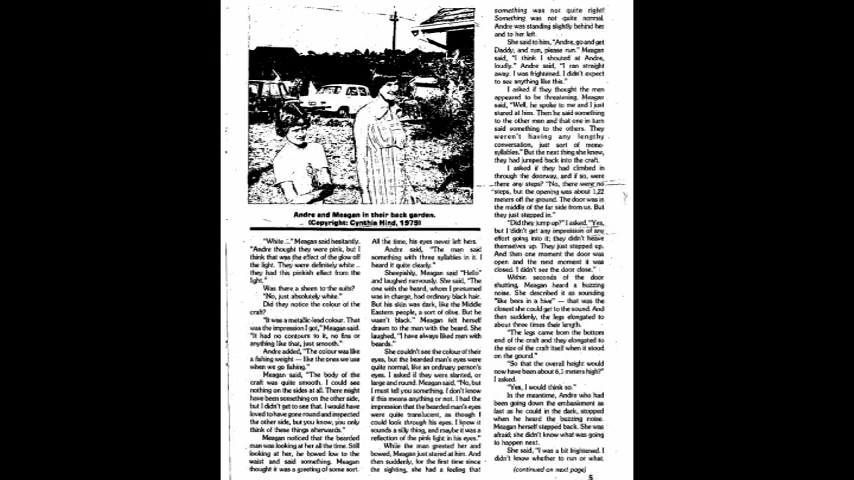 Andre and Meagan in their back garden.
(Copyright: Cynthia Hind, 1979)
"White ..." Meagan said hesitantly.
"Andre thought they were pink, but I
think that was the effect of the glow off
the light. They were definitely white ..
they had this pinkish effect from the
light."
Was there a sheen to the suits?
"No, just absolutely white."
Did they notice the colour of the
craft?
"It was a metallic-lead colour. That
was the impression I got," Meagan said.
"It had no contours to it, no fins or
anything like that, just smooth."
Andre added, "The colour was like
a fishing weight — like the ones we use
when we go fishing."
Meagan said, "The body of the
craft was quite smooth. I could see
nothing on the sides at all. There might
have been something on the other side,
but I didn't get to see that. I would have
loved to have gone round and inspected
the other side, but you know, you only
think of these things afterwards."
Meagan noticed that the bearded
man was looking at her all the time. Still
looking at her, he bowed low to the
waist and said something. Meagan
thought it was a greeting of some sort.
All the time, his eyes never left hers.
Andre said, "The man said
something with three syllables in it. I
heard it quite clearly."
Sheepishly, Meagan said "Hello"
and laughed nervously. She said, "The
one with the beard, whom I presumed
was in charge, had ordinary black hair.
But his skin was dark, like the Middle
Eastern people, a sort of olive. But he
wasn't black." Meagan felt herself
drawn to the man with the beard. She
laughed, "I have always liked men with
beards."
She couldn't see the colour of their
eyes, but the bearded man's eyes were
quite normal, like an ordinary person's
eyes. I asked if they were slanted, or
large and round. Meagan said, "No, but
I must tell you something. I don't know
if this means anything or not. I had the
impression that the bearded man's eyes
were quite translucent, as though I
could look through his eyes. I know it
sounds a silly thing, and maybe it was a
reflection of the pink light in his eyes."
While the man greeted her and
bowed, Meagan just stared at him. And
then suddenly, for the first time since
the sighting, she had a feeling that
something was not quite right!
Something was not quite normal.
Andre was standing slightly behind her
and to her left.
She said to him, "Andre, go and get
Daddy, and run, please run." Meagan
said, "I think I shouted at Andre,
loudly." Andre said, "I ran straight
away. I was frightened. I didn't expect
to see anything like this."
I asked if they thought the men
appeared to be threatening. Meagan
said, "Well, he spoke to me and I just
stared at him. Then he said something
to the other men and that one in turn
said something to the others. They
weren't having any lengthy
conversation, just sort of mono-
syllables." But the next thing she knew,
they had jumped back into the craft.
I asked if they had climbed in
through the doorway, and if so, were
there any steps? "No, there were no
steps, but the opening was about 1,22
meters off the ground. The door was in
the middle of the far side from us. But
they just stepped in."
"Did they jump up?" I asked. "Yes,
but I didn't get any impression of any
effort going into it; they didn't heave
themselves up. They just stepped up.
And then one moment the door was
open and the next moment it was
closed. I didn't see the door close."
Within seconds of the door
shutting, Meagan heard a buzzing
noise. She described it as sounding
"like bees in a hive" — that was the
closest she could get to the sound. And
then suddenly, the legs elongated to
about three times their length.
"The legs came from the bottom
end of the craft and they elongated to
the size of the craft itself when it stood
on the gound."
"So that the overall height would
now have been about 6,1 meters high?"
I asked.
"Yes, I would think so."
In the meantime, Andre who had
been going down the embankment as
fast as he could in the dark, stopped
when he heard the buzzing noise.
Meagan herself stepped back. She was
afraid; she didn't know what was going
to happen next.
She said, "I was a bit frightened. I
didn't know whether to run or what.
(continued on next page)
5